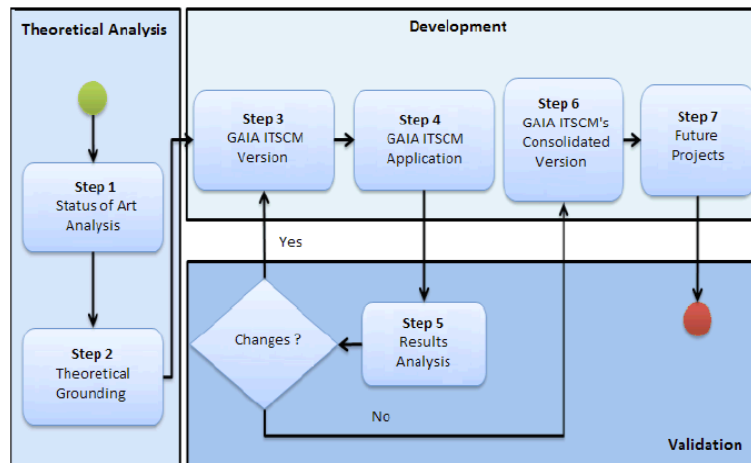 Theoretical Analysis
Development
Step 1
Status of Art
Analysis
Step 2
Theoretical
Grounding
Step 3
GAIA ITSCM
Version
Step 4
GAIA ITSCM
Application
Step 6
GAIA ITSCM's
Consolidated
Version
Step 7
Future
Projects
Yes
Changes ?
Step 5
Results
Analysis
No
Validation